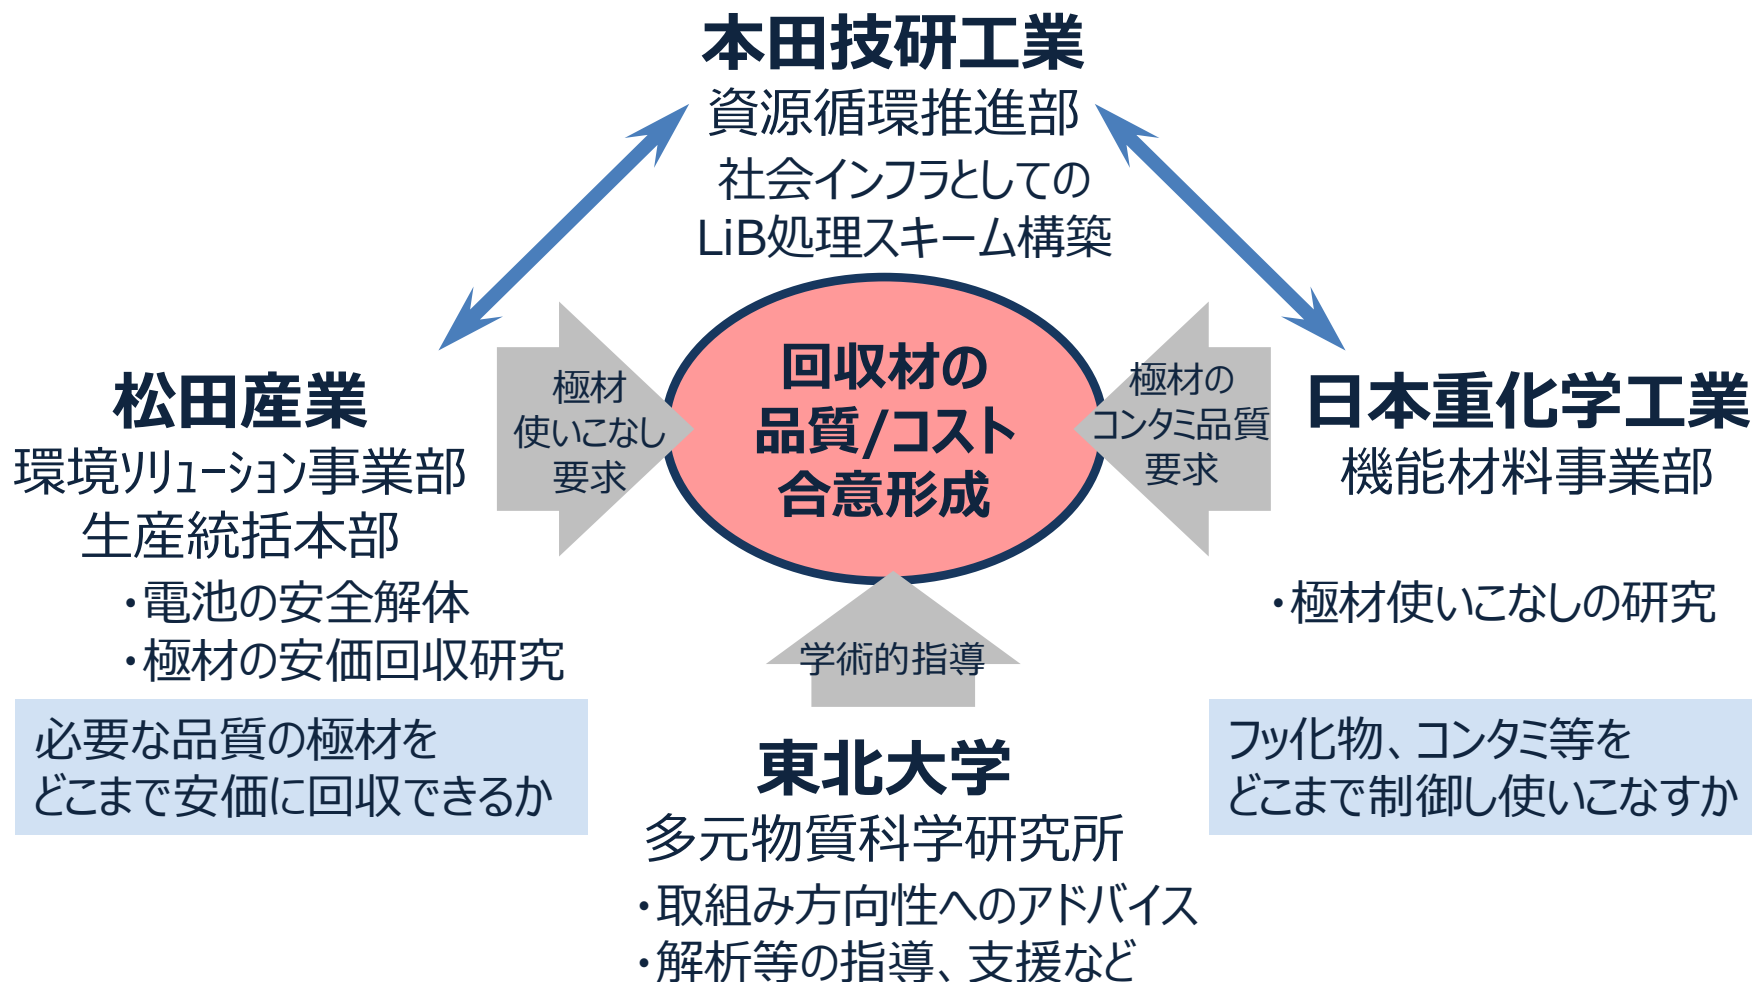 本田技研工業
資源循環推進部
社会インフラとしての
LiB処理スキーム構築
回収材の
品質/コスト
合意形成
極材
使いこなし
要求
極材の
コンタミ品質
要求
松田産業
環境ｿﾘｭｰｼｮﾝ事業部
生産統括本部
・電池の安全解体
・極材の安価回収研究
必要な品質の極材を
どこまで安価に回収できるか
日本重化学工業
機能材料事業部
・極材使いこなしの研究
フッ化物、コンタミ等を
どこまで制御し使いこなすか
学術的指導
東北大学
多元物質科学研究所
・取組み方向性へのアドバイス
・解析等の指導、支援など